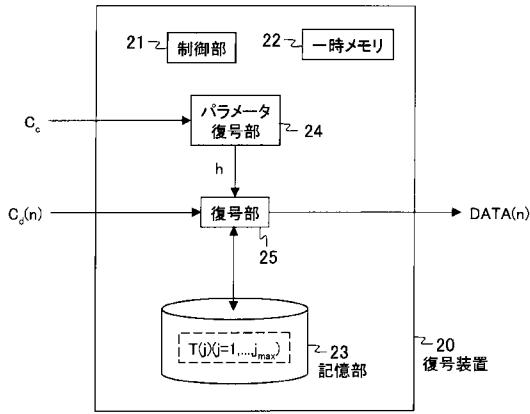 21
制御部
22
一時メモリ
パラメータ
復号部
24
C_c
h
C_d(n)
復号部
DATA(n)
25
T(j)(j=1,...j_max)
23
記憶部
20
復号装置